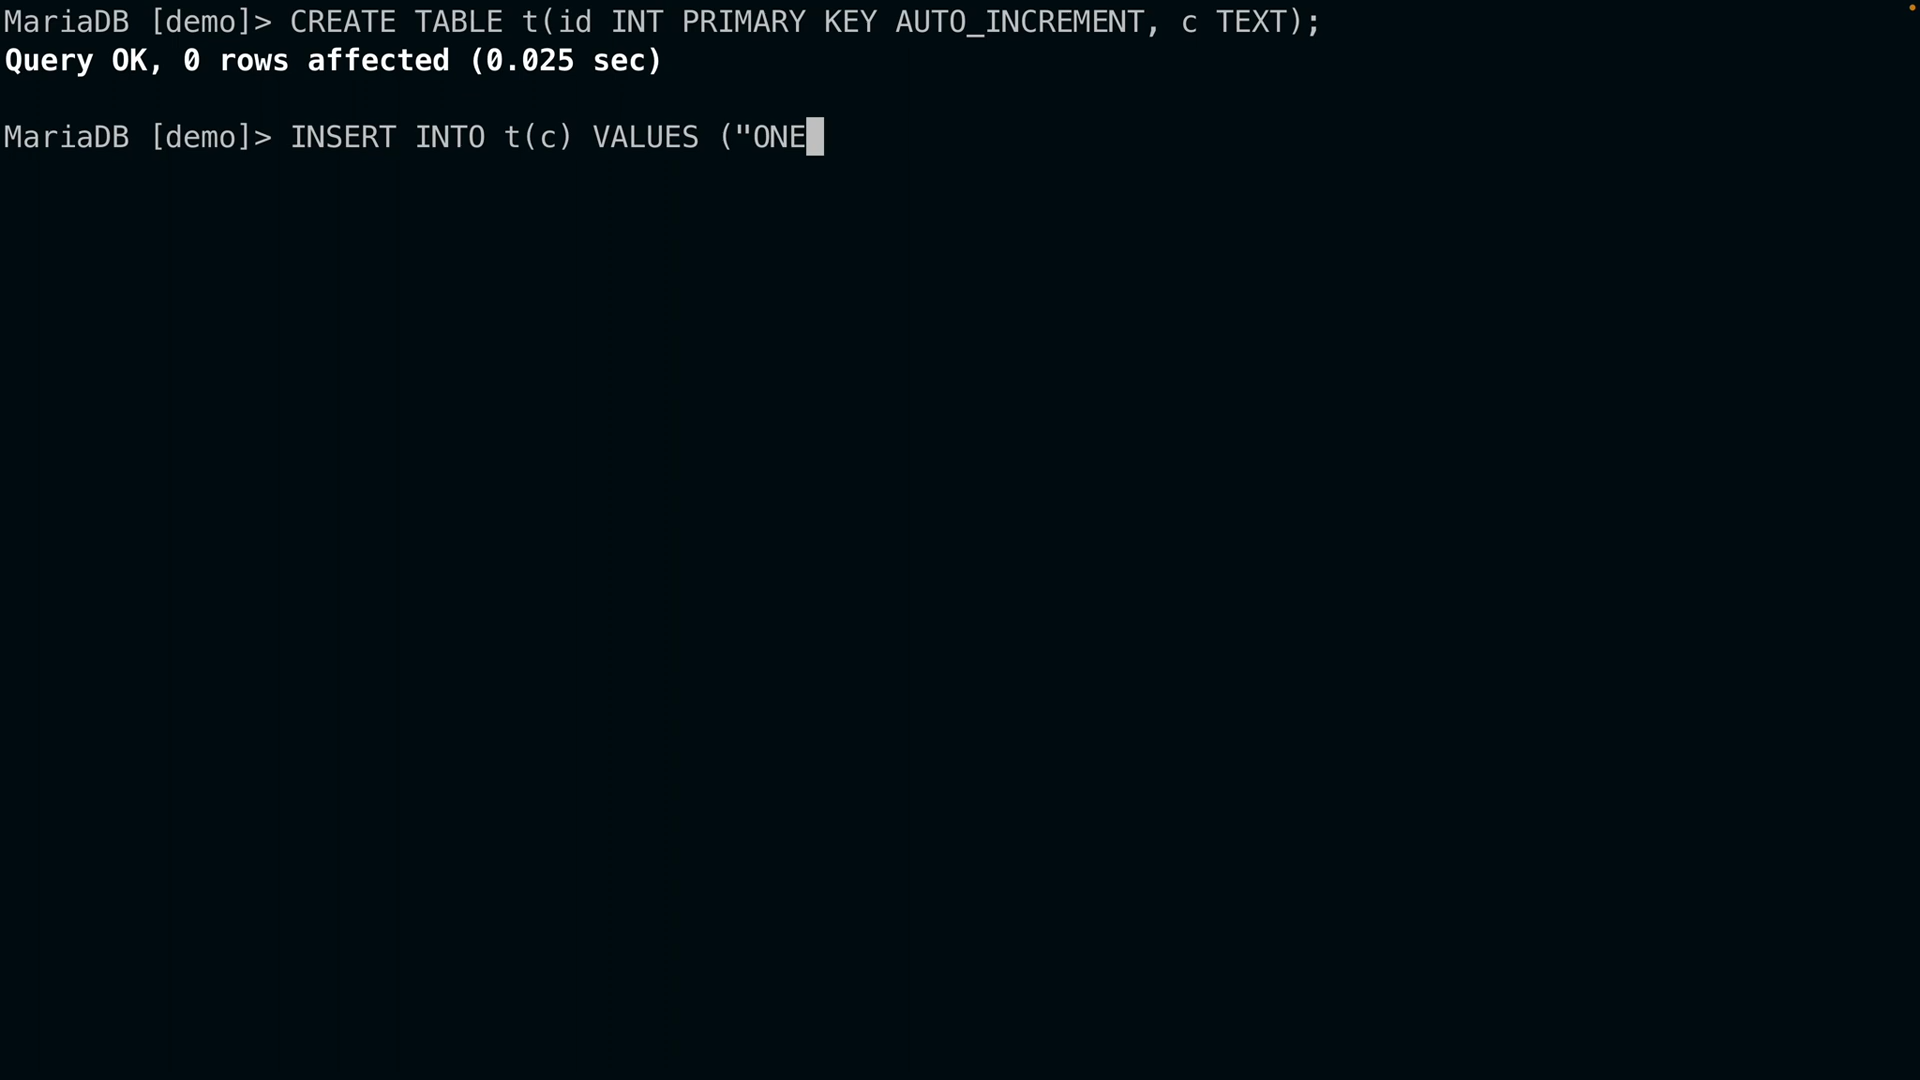 MariaDB [demo]> CREATE TABLE t(id INT PRIMARY KEY AUTO_INCREMENT, c TEXT);
Query OK, 0 rows affected (0.025 sec)
MariaDB [demo]> INSERT INTO t(c) VALUES ("ONE